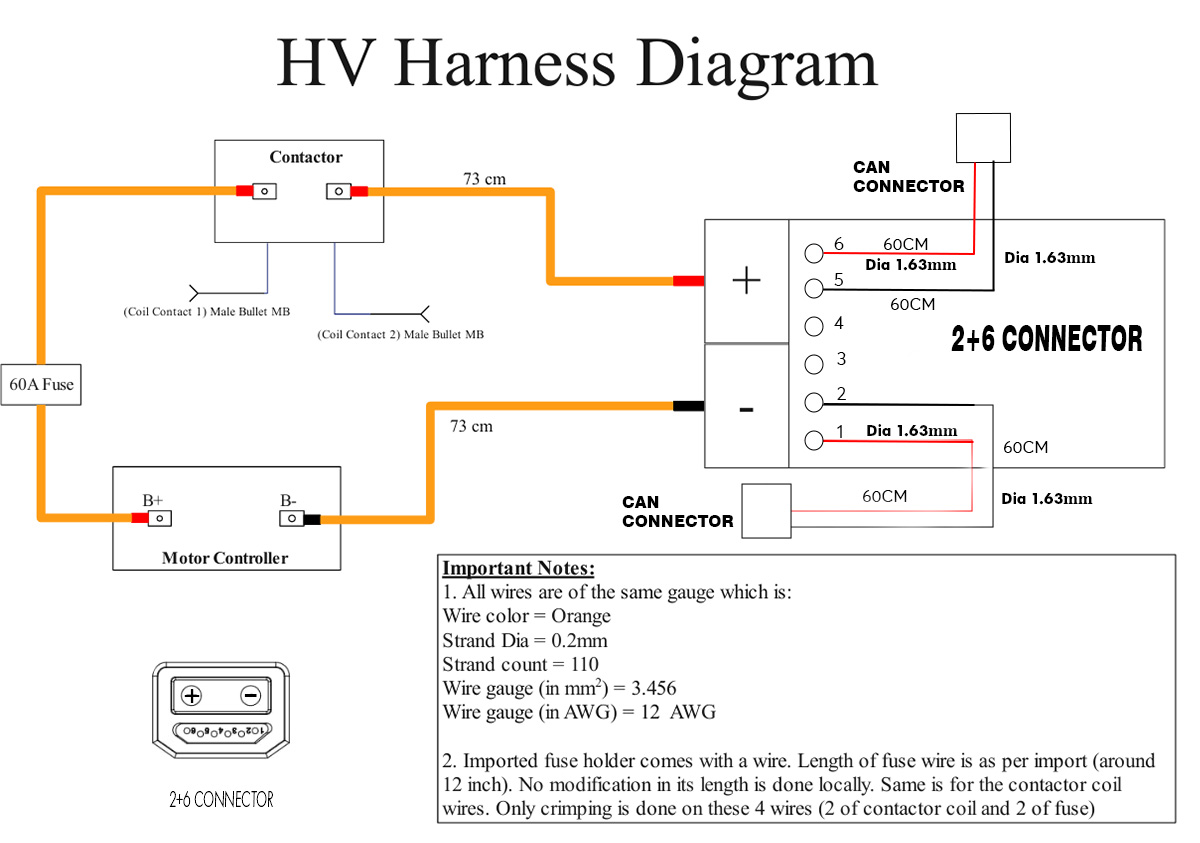 HV Harness Diagram
Contactor
73 cm
CAN
CONNECTOR
6
60CM
Dia 1.63mm
Dia 1.63mm
5
60CM
+
4
2+6 CONNECTOR
3
(Coil Contact 1) Male Bullet MB
(Coil Contact 2) Male Bullet MB
60A Fuse
2
-
73 cm
1
Dia 1.63mm
60CM
B+
B-
CAN
CONNECTOR
60CM
Dia 1.63mm
Motor Controller
Important Notes:
1. All wires are of the same gauge which is:
Wire color = Orange
Strand Dia = 0.2mm
Strand count = 110
Wire gauge (in mm²) = 3.456
Wire gauge (in AWG) = 12 AWG
2. Imported fuse holder comes with a wire. Length of fuse wire is as per import (around
12 inch). No modification in its length is done locally. Same is for the contactor coil
wires. Only crimping is done on these 4 wires (2 of contactor coil and 2 of fuse)
+ −
1 2 3 4 5 6
2+6 CONNECTOR